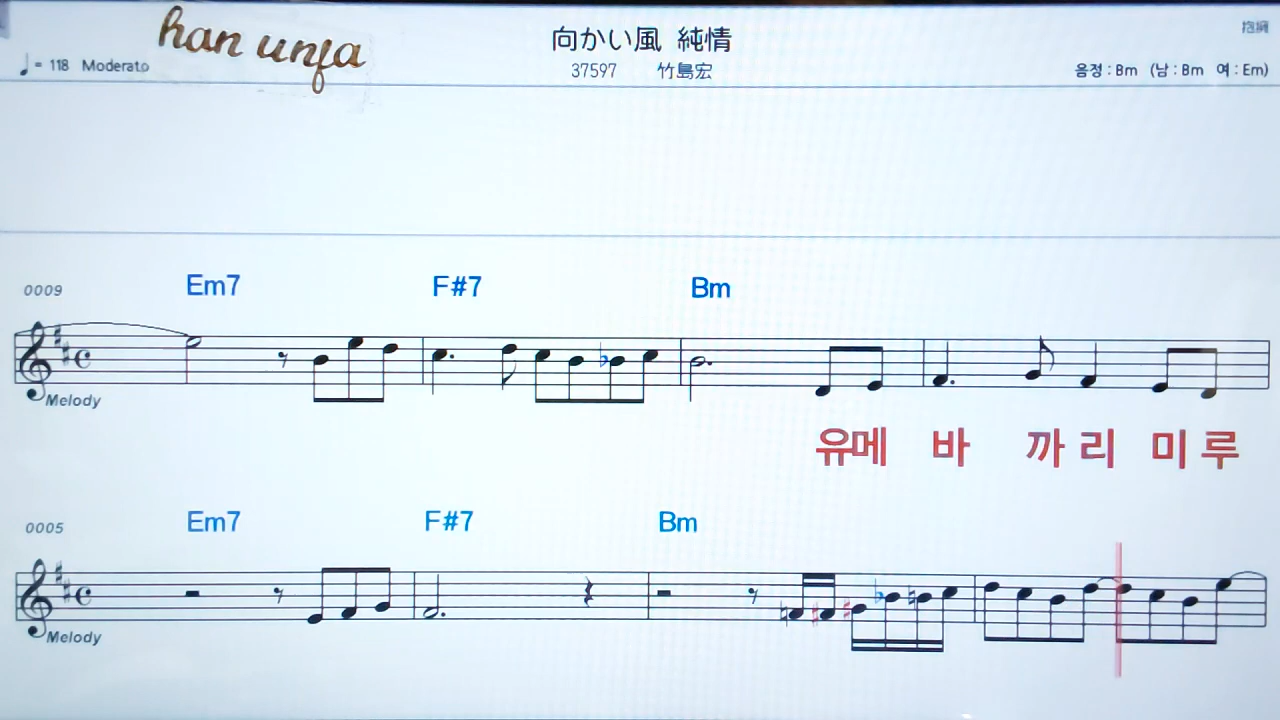 han unfa
向かい風 純情
♩= 118 Moderato
37597 竹島宏
음정 : Bm (남 : Bm 여 : Em)
0009 Em7 F#7 Bm
Melody
유메 바 까 리 미 루
0005 Em7 F#7 Bm
Melody